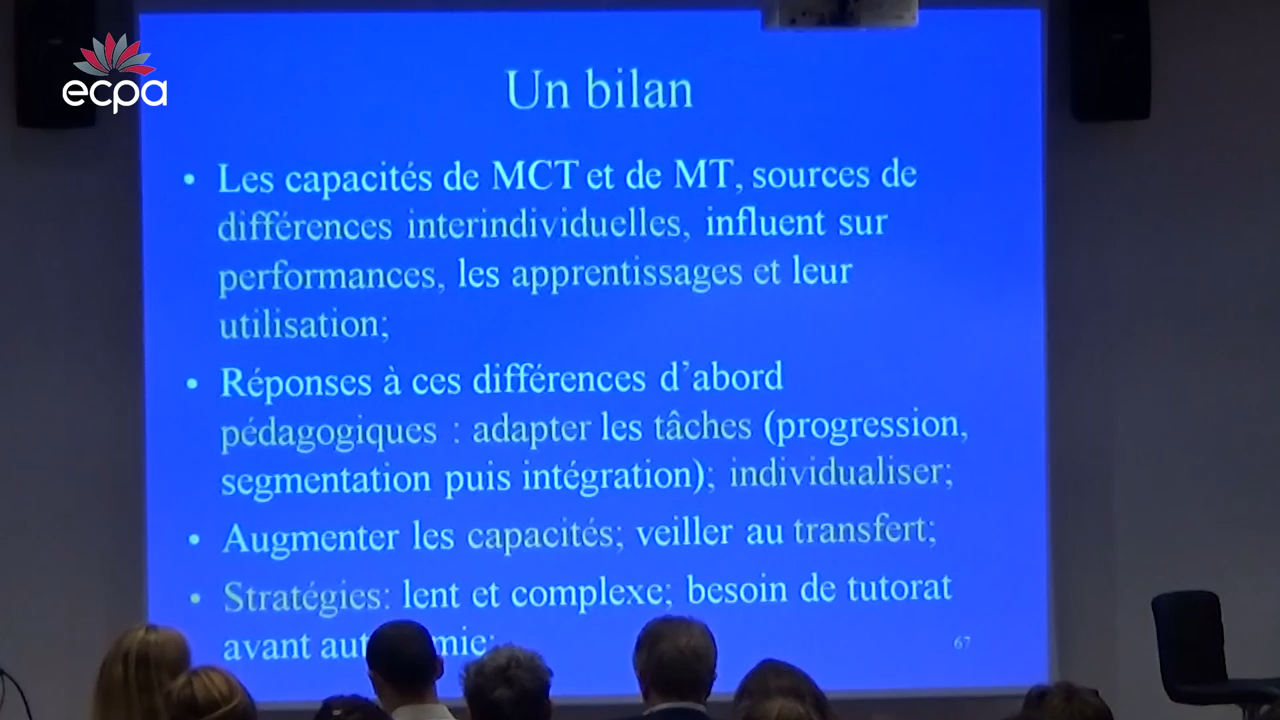 ecpa
Un bilan
• Les capacités de MCT et de MT, sources de
différences interindividuelles, influent sur
performances, les apprentissages et leur
utilisation;
• Réponses à ces différences d'abord
pédagogiques : adapter les tâches (progression,
segmentation puis intégration); individualiser;
• Augmenter les capacités; veiller au transfert;
• Stratégies: lent et complexe; besoin de tutorat
avant
67